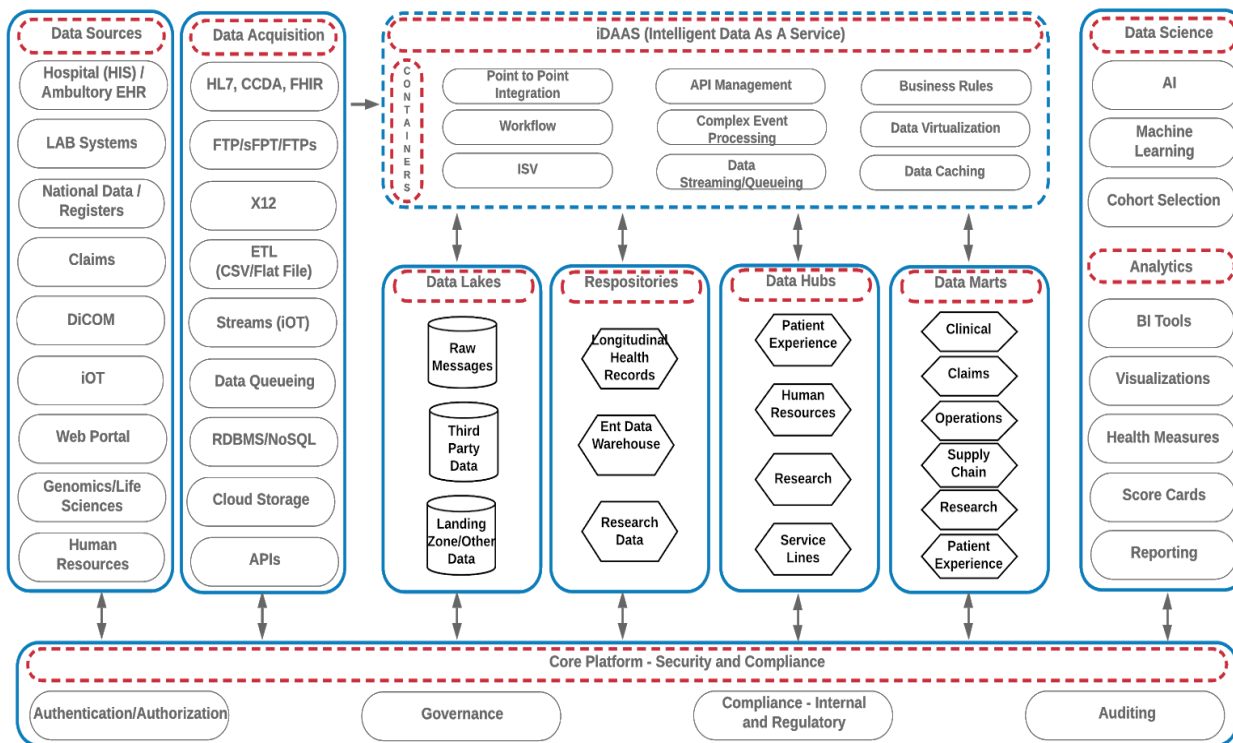 Data Sources
Hospital (HIS) /
Ambultory EHR
LAB Systems
National Data /
Registers
Claims
DiCOM
iOT
Web Portal
Genomics/Life
Sciences
Human
Resources
Data Acquisition
HL7, CCDA, FHIR
FTP/sFPT/FTPs
X12
ETL
(CSV/Flat File)
Streams (iOT)
Data Queueing
RDBMS/NoSQL
Cloud Storage
APIs
iDAAS (Intelligent Data As A Service)
CONTAINERS
Point to Point
Integration
API Management
Business Rules
Workflow
Complex Event
Processing
Data Virtualization
ISV
Data
Streaming/Queueing
Data Caching
Data Lakes
Raw
Messages
Third
Party
Data
Landing
Zone/Other
Data
Respositories
Longitudinal
Health
Records
Ent Data
Warehouse
Research
Data
Data Hubs
Patient
Experience
Human
Resources
Research
Service
Lines
Data Marts
Clinical
Claims
Operations
Supply
Chain
Research
Patient
Experience
Data Science
AI
Machine
Learning
Cohort Selection
Analytics
BI Tools
Visualizations
Health Measures
Score Cards
Reporting
Core Platform - Security and Compliance
Authentication/Authorization
Governance
Compliance - Internal
and Regulatory
Auditing